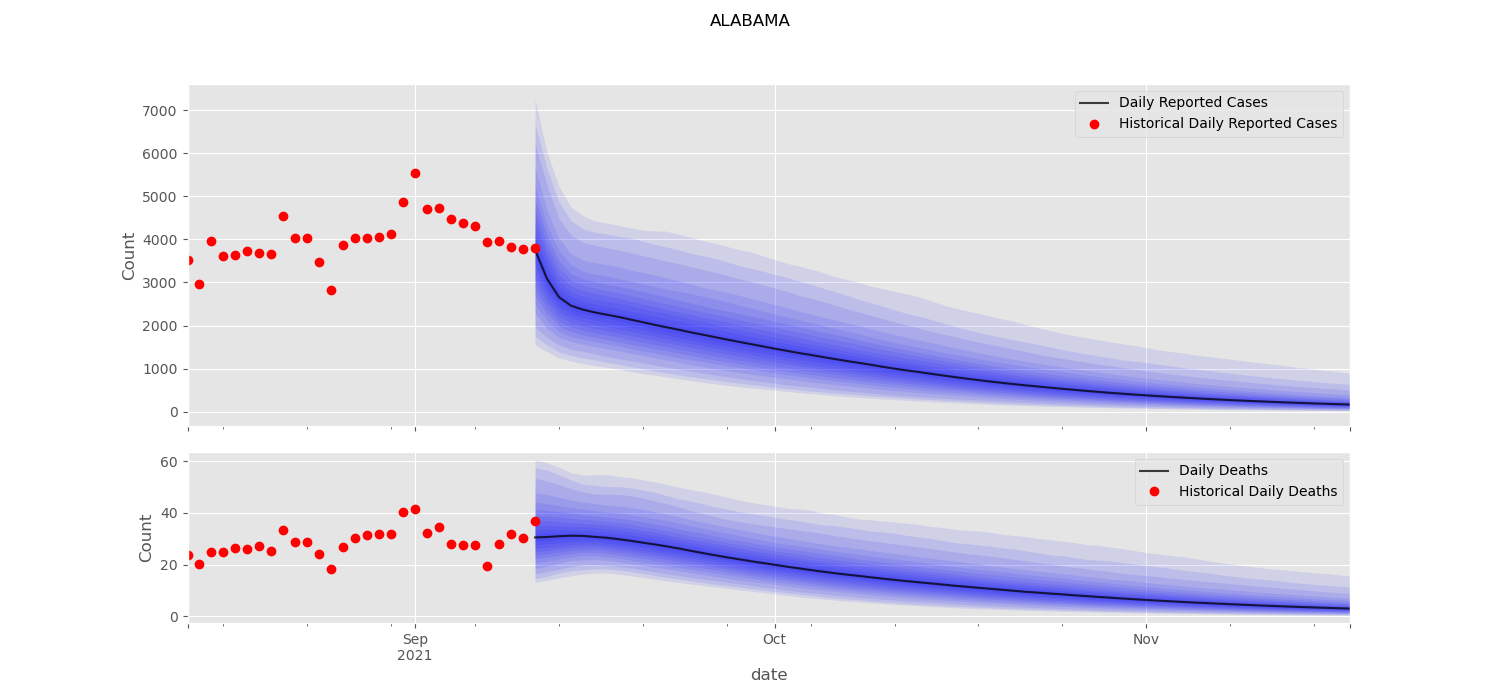 ALABAMA
7000
6000
5000
4000
3000
2000
1000
0
Count
Daily Reported Cases
Historical Daily Reported Cases
60
40
20
0
Count
Daily Deaths
Historical Daily Deaths
Sep
2021
Oct
Nov
date